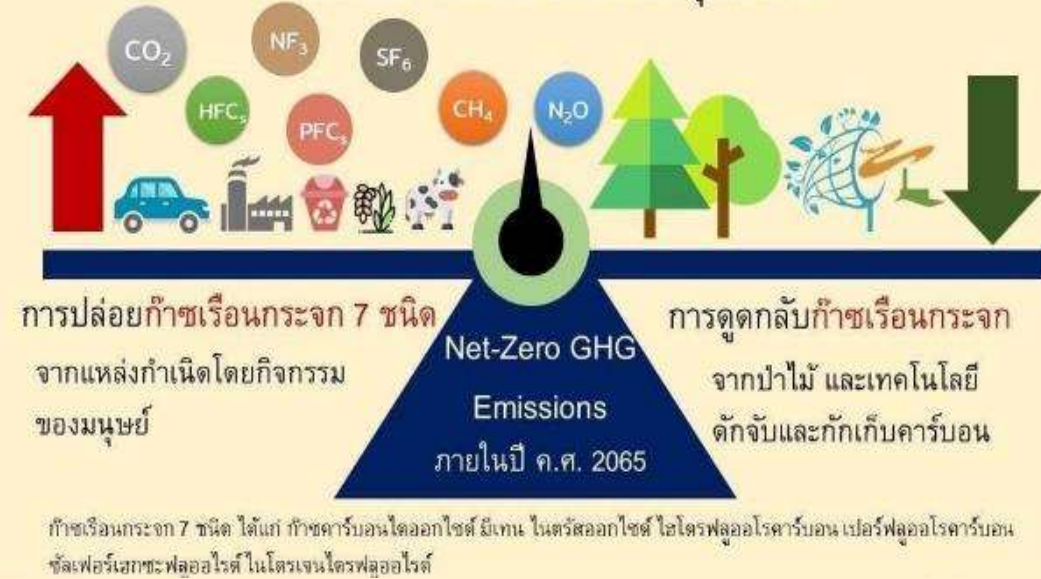 CO₂
NF₃
SF₆
HFCₛ
PFCₛ
CH₄
N₂O
การปล่อยก๊าซเรือนกระจก 7 ชนิด
จากแหล่งกำเนิดโดยกิจกรรม
ของมนุษย์
Net-Zero GHG
Emissions
ภายในปี ค.ศ. 2065
การดูดกลับก๊าซเรือนกระจก
จากป่าไม้ และเทคโนโลยี
ดักจับและกักเก็บคาร์บอน
ก๊าซเรือนกระจก 7 ชนิด ได้แก่ ก๊าซคาร์บอนไดออกไซด์ มีเทน ไนตรัสออกไซด์ ไฮโดรฟลูออโรคาร์บอน เปอร์ฟลูออโรคาร์บอน
ซัลเฟอร์เฮกซะฟลูออไรด์ ไนโตรเจนไตรฟลูออไรด์